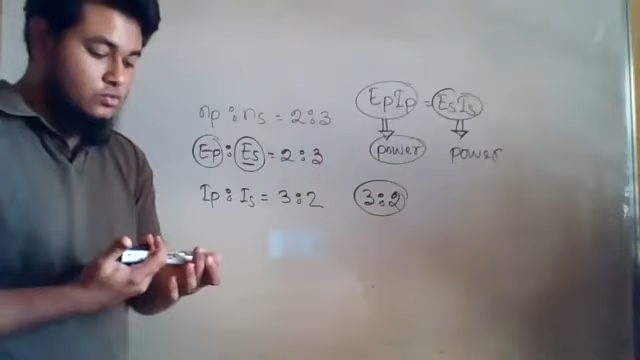 np : ns = 2:3
Ep : Es = 2:3
Ip : Is = 3:2
EpIp = EsIs
power power
3:2